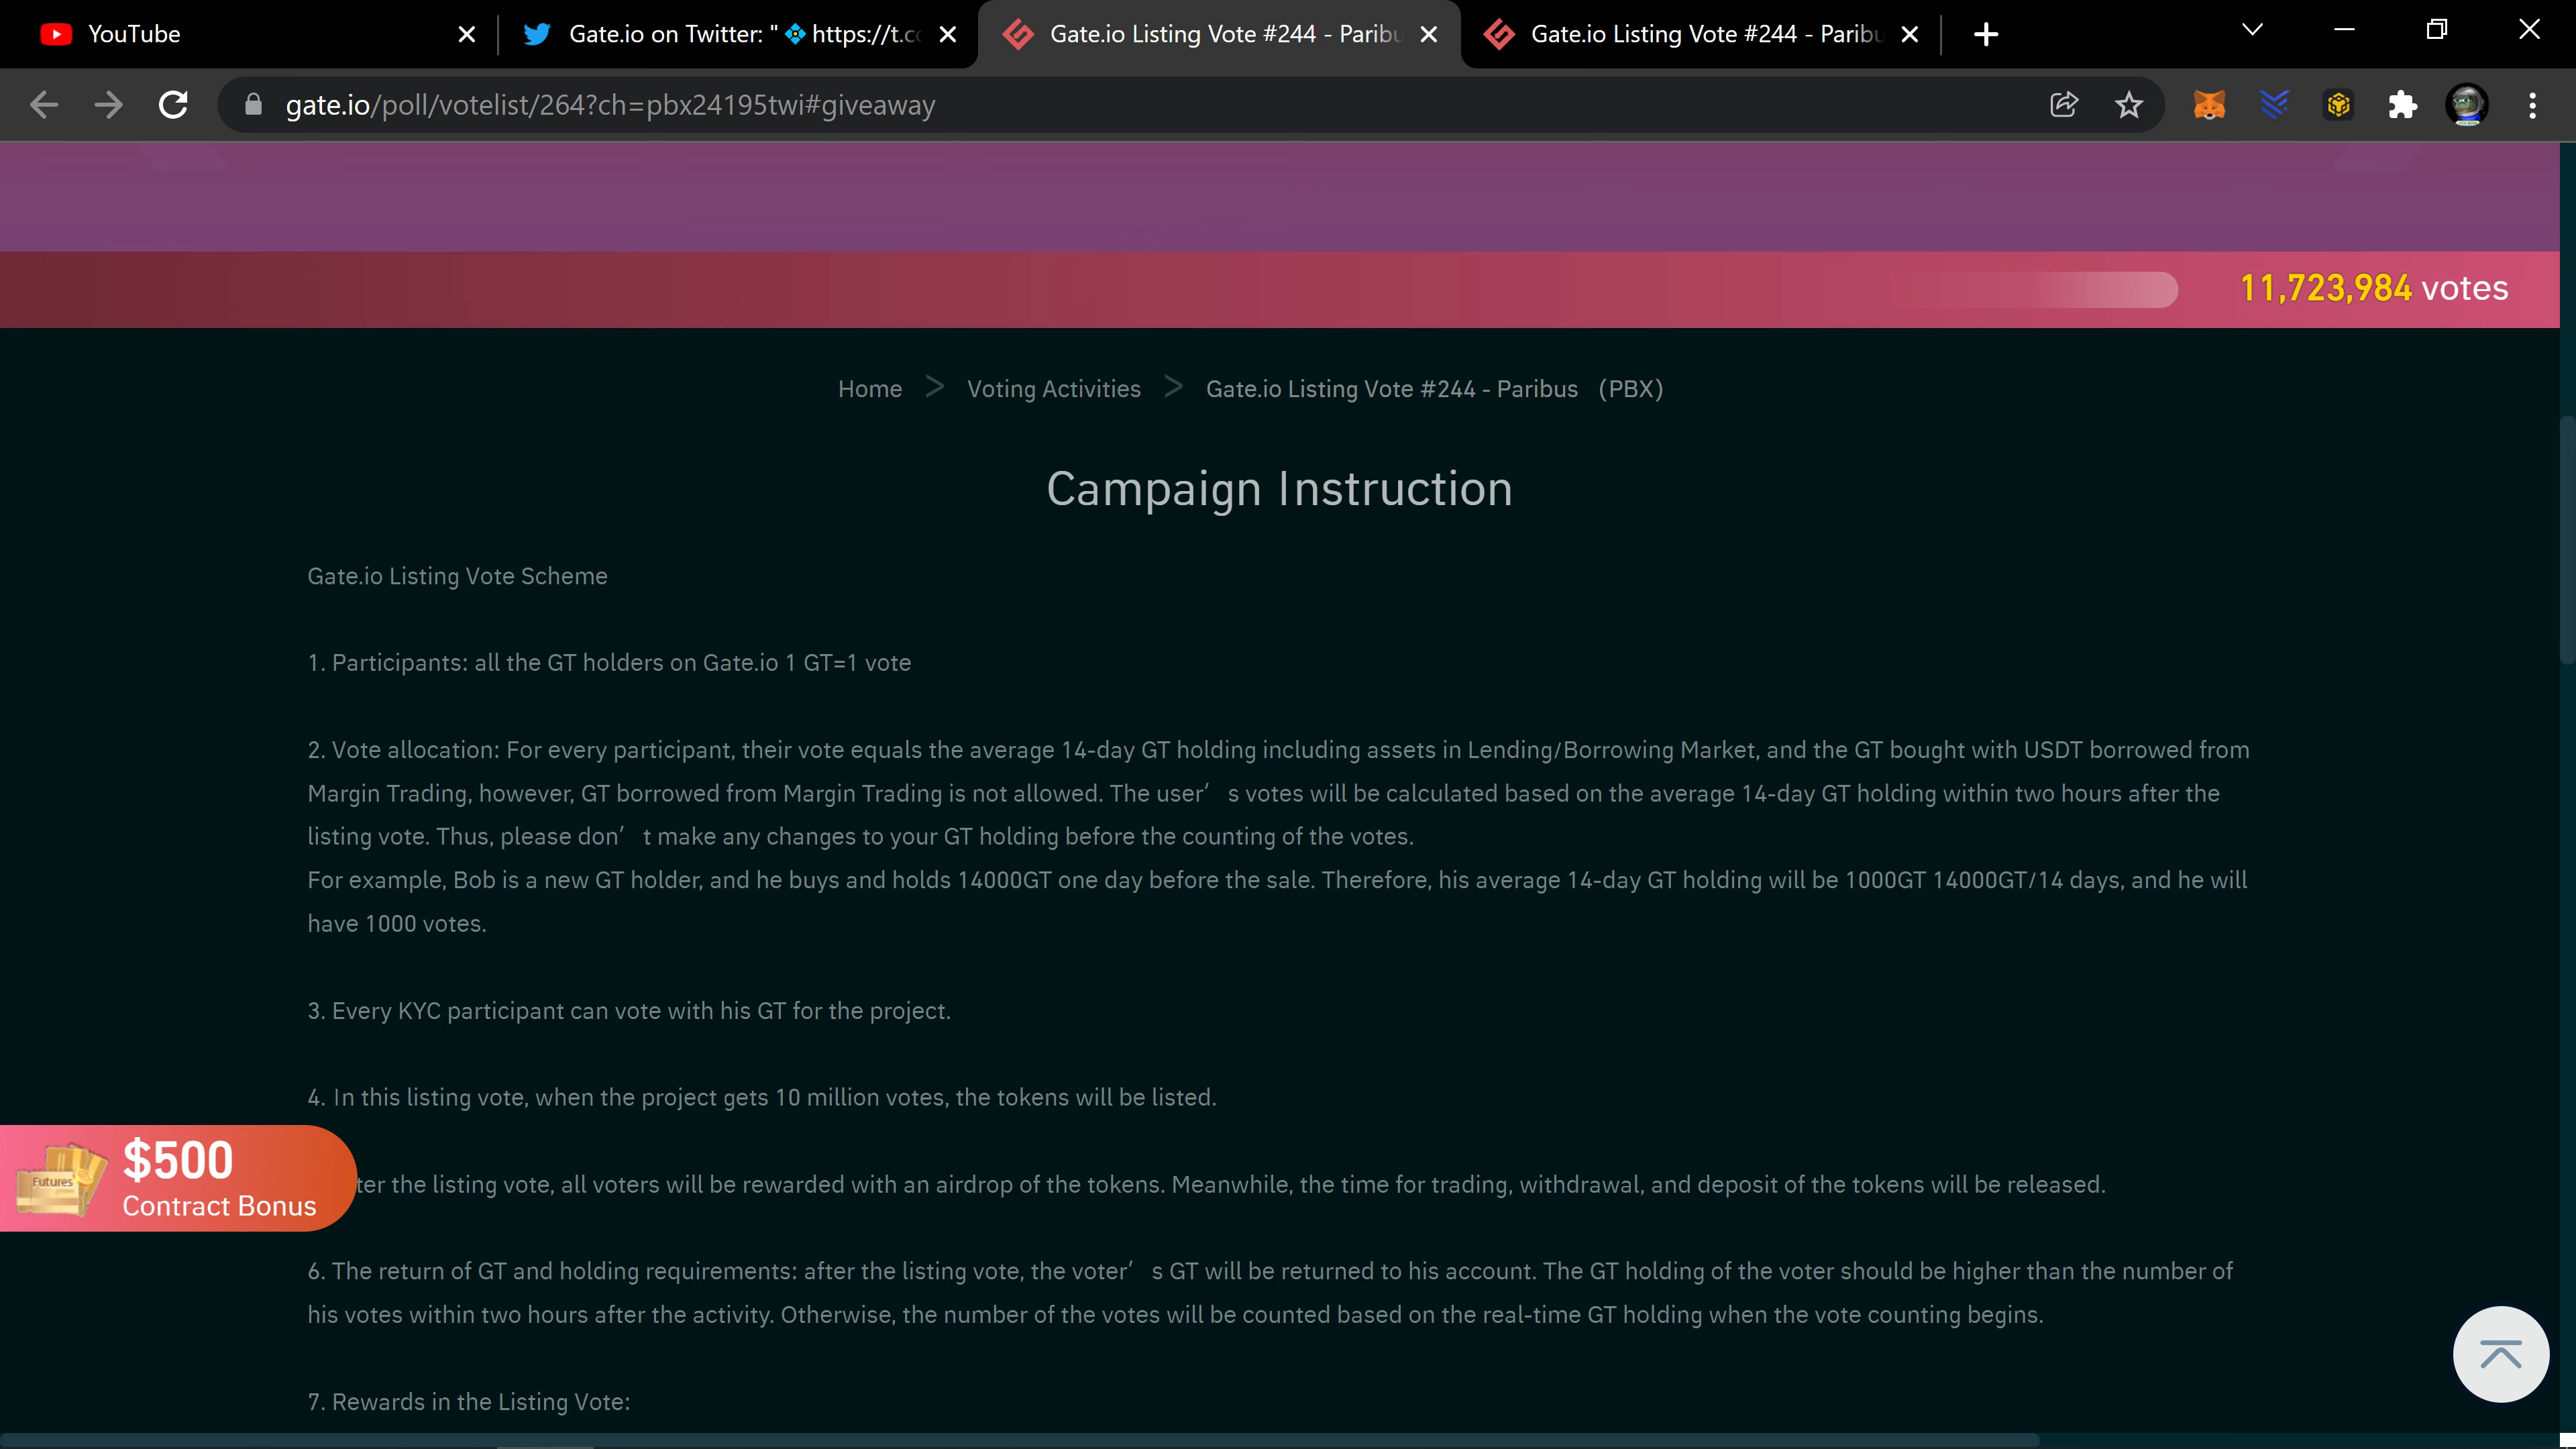 YouTube
Gate.io on Twitter: " 💠 https://t.co
Gate.io Listing Vote #244 - Paribu
Gate.io Listing Vote #244 - Paribu
gate.io/poll/votelist/264?ch=pbx24195twi#giveaway
11,723,984 votes
Home > Voting Activities > Gate.io Listing Vote #244 - Paribus (PBX)
Campaign Instruction
Gate.io Listing Vote Scheme
1. Participants: all the GT holders on Gate.io 1 GT=1 vote
2. Vote allocation: For every participant, their vote equals the average 14-day GT holding including assets in Lending/Borrowing Market, and the GT bought with USDT borrowed from
Margin Trading, however, GT borrowed from Margin Trading is not allowed. The user’ s votes will be calculated based on the average 14-day GT holding within two hours after the
listing vote. Thus, please don’ t make any changes to your GT holding before the counting of the votes.
For example, Bob is a new GT holder, and he buys and holds 14000GT one day before the sale. Therefore, his average 14-day GT holding will be 1000GT 14000GT/14 days, and he will
have 1000 votes.
3. Every KYC participant can vote with his GT for the project.
4. In this listing vote, when the project gets 10 million votes, the tokens will be listed.
Futures
$500
Contract Bonus
ter the listing vote, all voters will be rewarded with an airdrop of the tokens. Meanwhile, the time for trading, withdrawal, and deposit of the tokens will be released.
6. The return of GT and holding requirements: after the listing vote, the voter’ s GT will be returned to his account. The GT holding of the voter should be higher than the number of
his votes within two hours after the activity. Otherwise, the number of the votes will be counted based on the real-time GT holding when the vote counting begins.
7. Rewards in the Listing Vote: